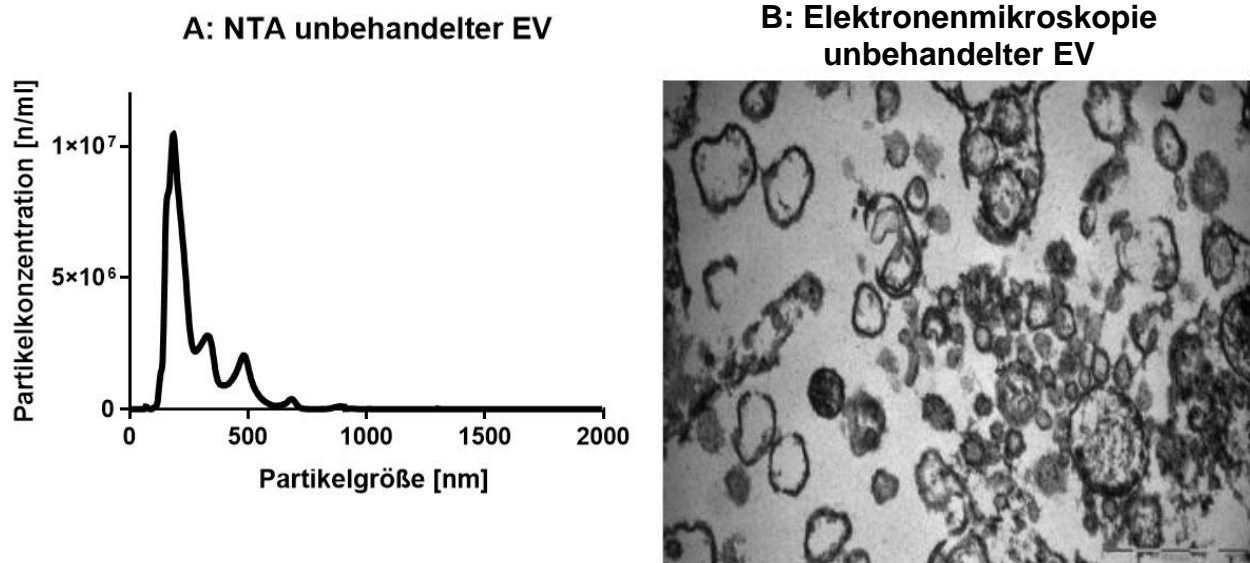 A: NTA unbehandelter EV
Partikelkonzentration [n/ml]
1×10⁷
5×10⁶
0
0 500 1000 1500 2000
Partikelgröße [nm]
B: Elektronenmikroskopie
unbehandelter EV